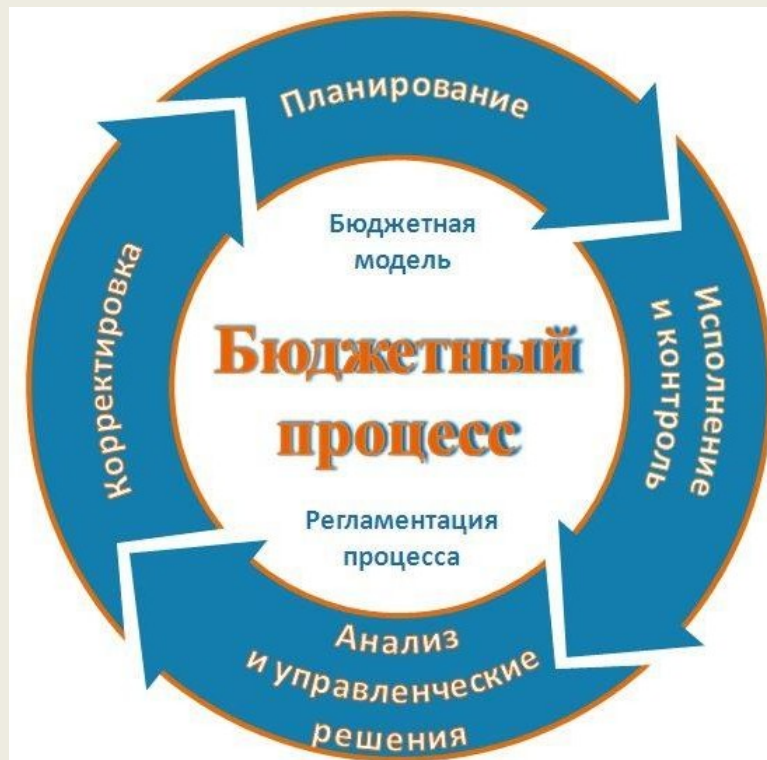 Планирование
Бюджетная
модель
Бюджетный
процесс
Регламентация
процесса
Исполнение
и контроль
Анализ
и управленческие
решения
Корректировка